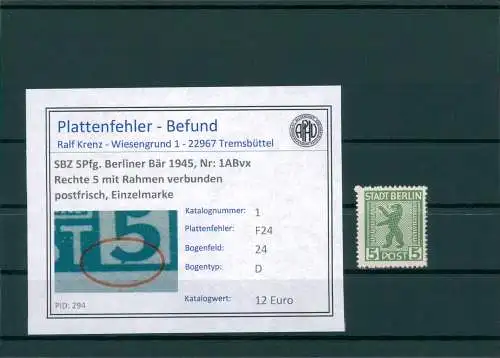 Plattenfehler - Befund
Ralf Krenz - Wiesengrund 1 - 22967 Tremsbüttel
SBZ SPfg. Berliner Bär 1945, Nr: 1ABvx
Rechte 5 mit Rahmen verbunden
postfrisch, Einzelmarke
Katalognummer: 1
Plattenfehler: F24
Bogenfeld: 24
Bogentyp: D
Katalogwert: 12 Euro
T 5
PID: 294
STADT BERLIN
5 POST 5